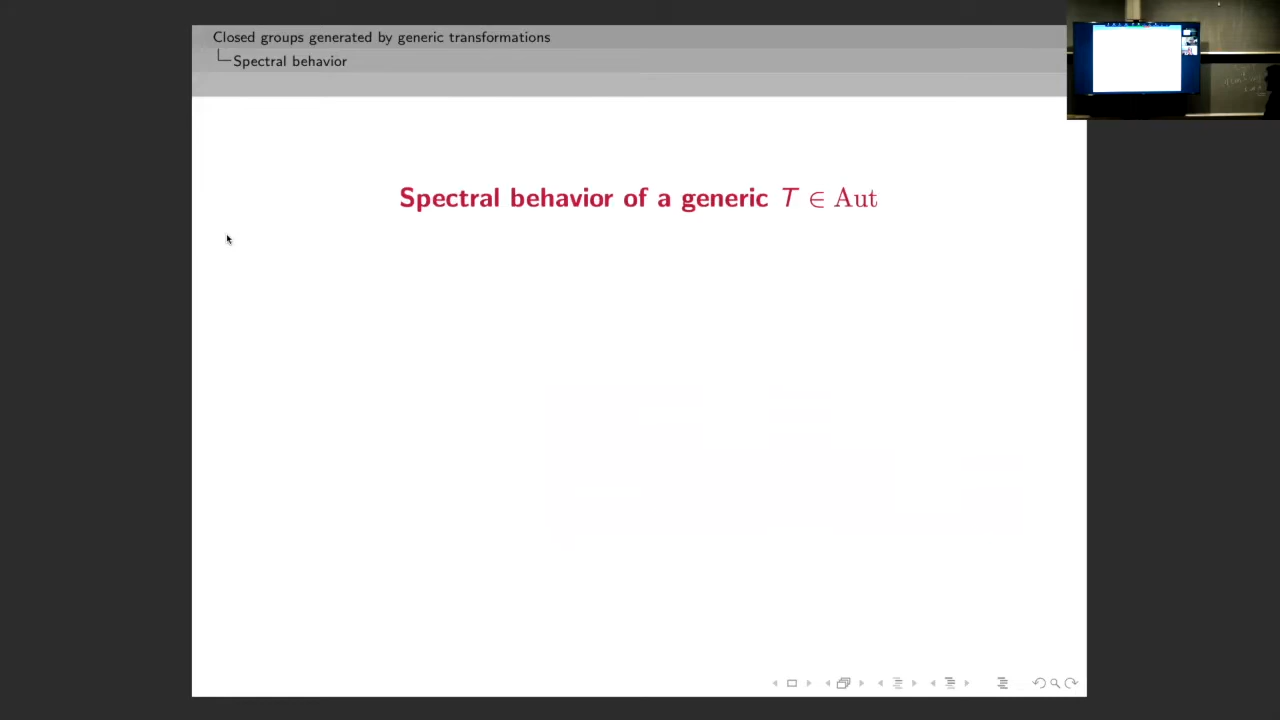 Closed groups generated by generic transformations
Spectral behavior
Spectral behavior of a generic T ∈ Aut